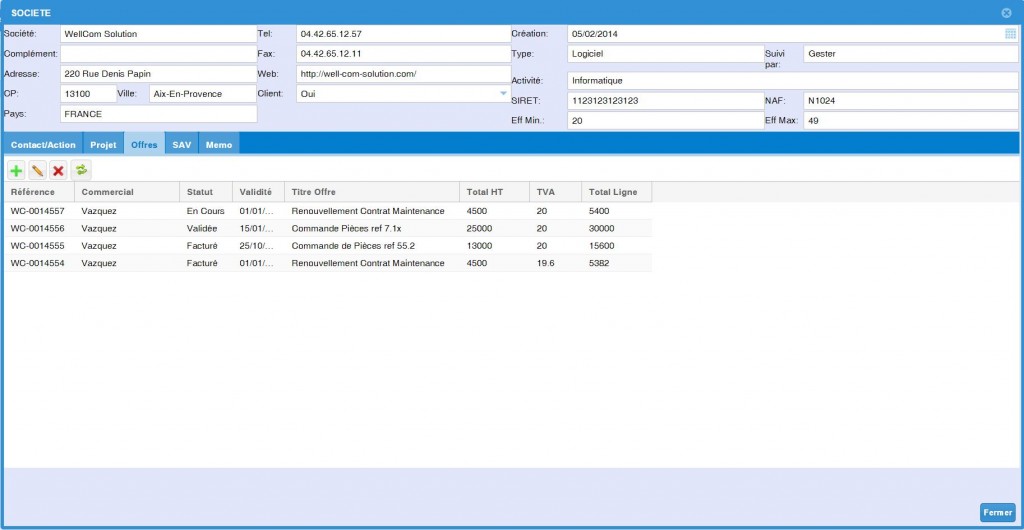 SOCIETE
Société: WellCom Solution Tel: 04.42.65.12.57 Création: 05/02/2014
Complément: Fax: 04.42.65.12.11 Type: Logiciel Suivi par: Gester
Adresse: 220 Rue Denis Papin Web: http://well-com-solution.com/ Activité: Informatique
CP: 13100 Ville: Aix-En-Provence Client: Oui SIRET: 1123123123123 NAF: N1024
Pays: FRANCE Eff Min.: 20 Eff Max: 49
Contact/Action Projet Offres SAV Memo
Référence Commercial Statut Validité Titre Offre Total HT TVA Total Ligne
WC-0014557 Vazquez En Cours 01/01/... Renouvellement Contrat Maintenance 4500 20 5400
WC-0014556 Vazquez Validée 15/01/... Commande Pièces ref 7.1x 25000 20 30000
WC-0014555 Vazquez Facturé 25/10/... Commande de Pièces ref 55.2 13000 20 15600
WC-0014554 Vazquez Facturé 01/01/... Renouvellement Contrat Maintenance 4500 19.6 5382
Fermer